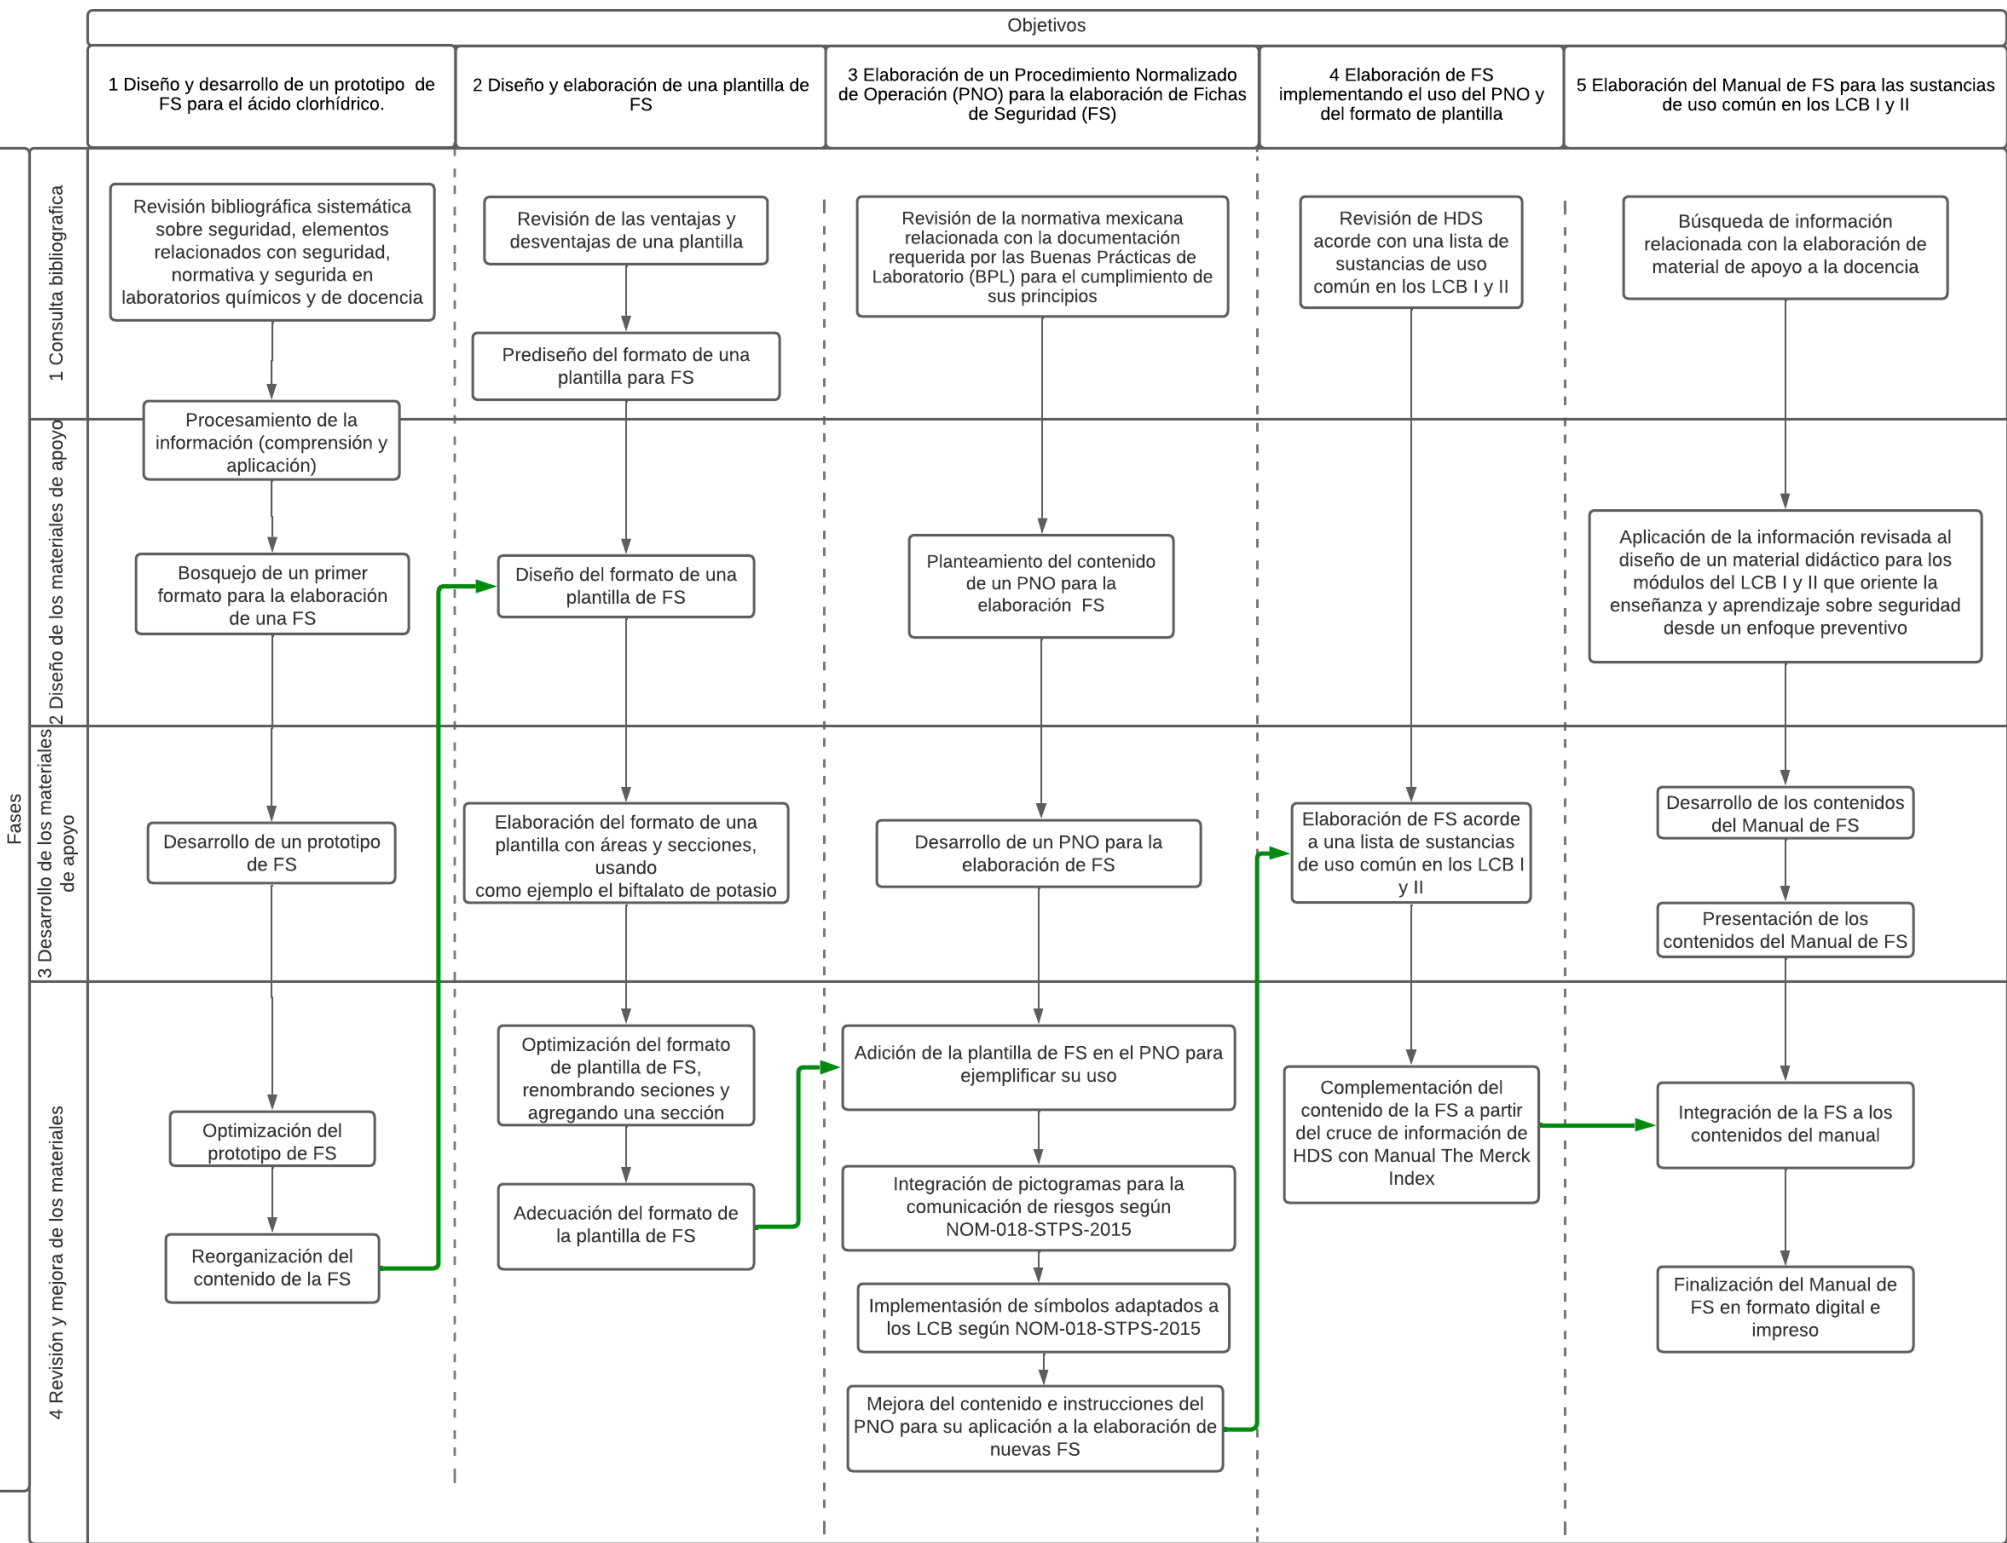 Objetivos
1 Diseño y desarrollo de un prototipo de
FS para el ácido clorhídrico.
2 Diseño y elaboración de una plantilla de
FS
3 Elaboración de un Procedimiento Normalizado
de Operación (PNO) para la elaboración de Fichas
de Seguridad (FS)
4 Elaboración de FS
implementando el uso del PNO y
del formato de plantilla
5 Elaboración del Manual de FS para las sustancias
de uso común en los LCB I y II
Fases
1 Consulta bibliografica
Revisión bibliográfica sistemática
sobre seguridad, elementos
relacionados con seguridad,
normativa y segurida en
laboratorios químicos y de docencia
Revisión de las ventajas y
desventajas de una plantilla
Prediseño del formato de una
plantilla para FS
Revisión de la normativa mexicana
relacionada con la documentación
requerida por las Buenas Prácticas de
Laboratorio (BPL) para el cumplimiento de
sus principios
Revisión de HDS
acorde con una lista de
sustancias de uso
común en los LCB I y II
Búsqueda de información
relacionada con la elaboración de
material de apoyo a la docencia
Procesamiento de la
información (comprensión y
aplicación)
2 Diseño de los materiales de apoyo
Bosquejo de un primer
formato para la elaboración
de una FS
Diseño del formato de una
plantilla de FS
Planteamiento del contenido
de un PNO para la
elaboración FS
Aplicación de la información revisada al
diseño de un material didáctico para los
módulos del LCB I y II que oriente la
enseñanza y aprendizaje sobre seguridad
desde un enfoque preventivo
3 Desarrollo de los materiales
de apoyo
Desarrollo de un prototipo
de FS
Elaboración del formato de una
plantilla con áreas y secciones,
usando
como ejemplo el biftalato de potasio
Desarrollo de un PNO para la
elaboración de FS
Elaboración de FS acorde
a una lista de sustancias
de uso común en los LCB I
y II
Desarrollo de los contenidos
del Manual de FS
Presentación de los
contenidos del Manual de FS
4 Revisión y mejora de los materiales
Optimización del
prototipo de FS
Reorganización del
contenido de la FS
Optimización del formato
de plantilla de FS,
renombrando seciones y
agregando una sección
Adecuación del formato de
la plantilla de FS
Adición de la plantilla de FS en el PNO para
ejemplificar su uso
Integración de pictogramas para la
comunicación de riesgos según
NOM-018-STPS-2015
Implementasión de símbolos adaptados a
los LCB según NOM-018-STPS-2015
Mejora del contenido e instrucciones del
PNO para su aplicación a la elaboración de
nuevas FS
Complementación del
contenido de la FS a partir
del cruce de información de
HDS con Manual The Merck
Index
Integración de la FS a los
contenidos del manual
Finalización del Manual de
FS en formato digital e
impreso